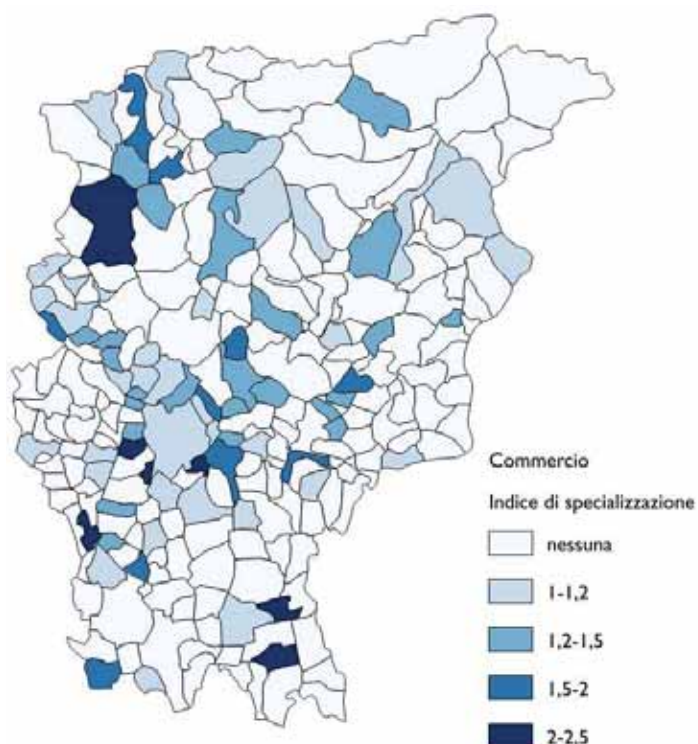 Commercio
Indice di specializzazione
nessuna
1-1,2
1,2-1,5
1,5-2
2-2,5